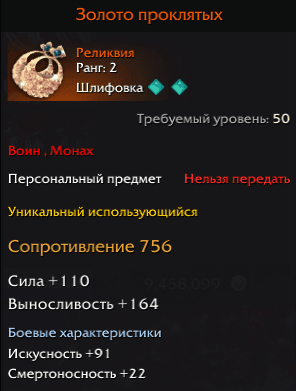 Золото проклятых
Реликвия
Ранг: 2
Шлифовка
Требуемый уровень: 50
Воин , Монах
Персональный предмет Нельзя передать
Уникальный использующийся
Сопротивление 756
Сила +110
Выносливость +164
Боевые характеристики
Искусность +91
Смертоносность +22